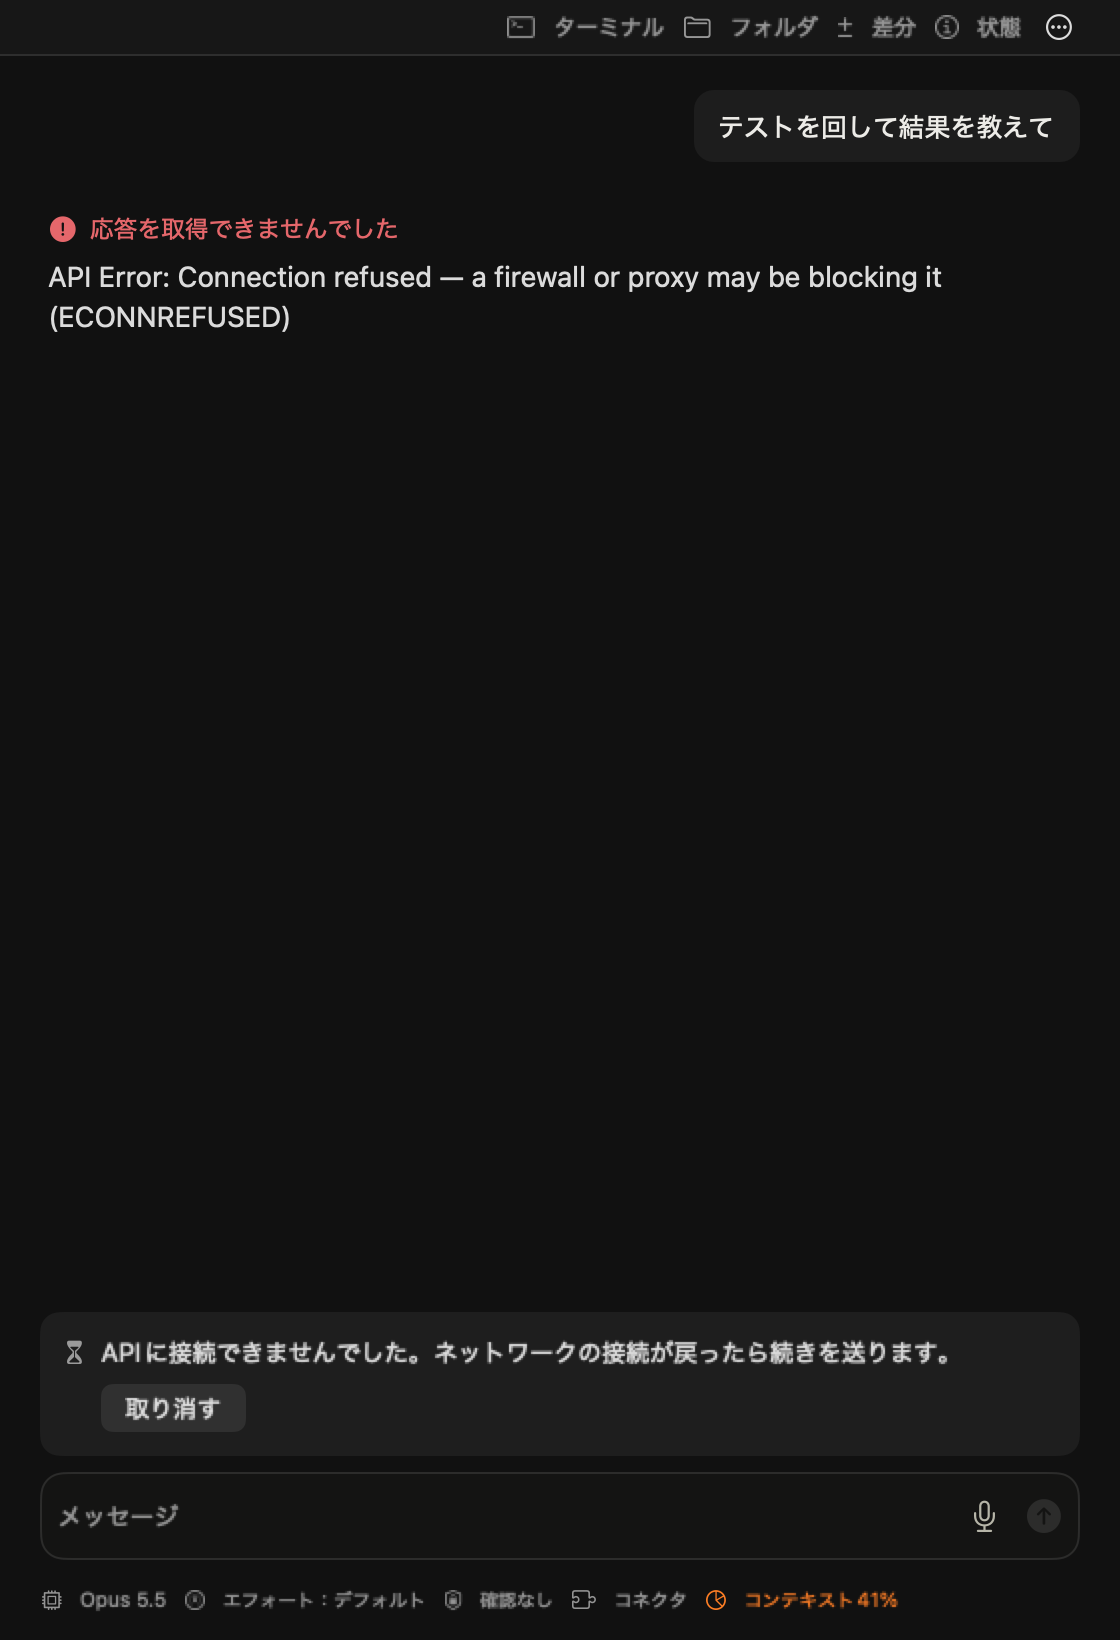 ターミナル フォルダ 差分 状態
テストを回して結果を教えて
応答を取得できませんでした
API Error: Connection refused — a firewall or proxy may be blocking it
(ECONNREFUSED)
APIに接続できませんでした。ネットワークの接続が戻ったら続きを送ります。
取り消す
メッセージ
Opus 5.5 エフォート：デフォルト 確認なし コネクタ コンテキスト 41%